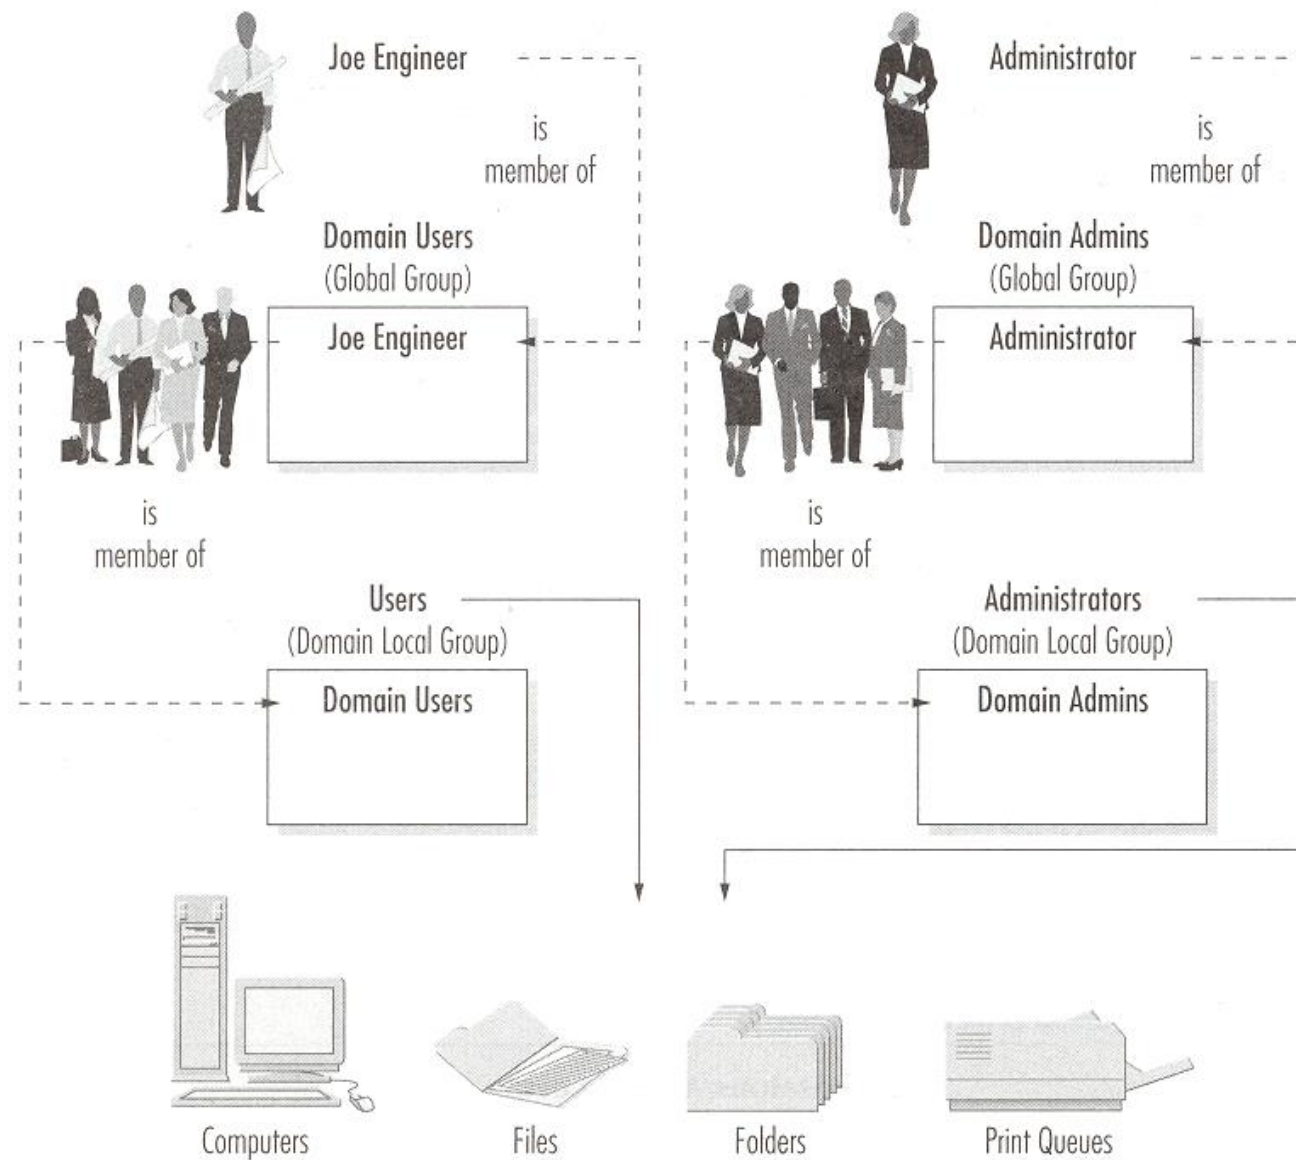 Joe Engineer
is
member of
Domain Users
(Global Group)
Joe Engineer
is
member of
Users
(Domain Local Group)
Domain Users
Administrator
is
member of
Domain Admins
(Global Group)
Administrator
is
member of
Administrators
(Domain Local Group)
Domain Admins
Computers
Files
Folders
Print Queues